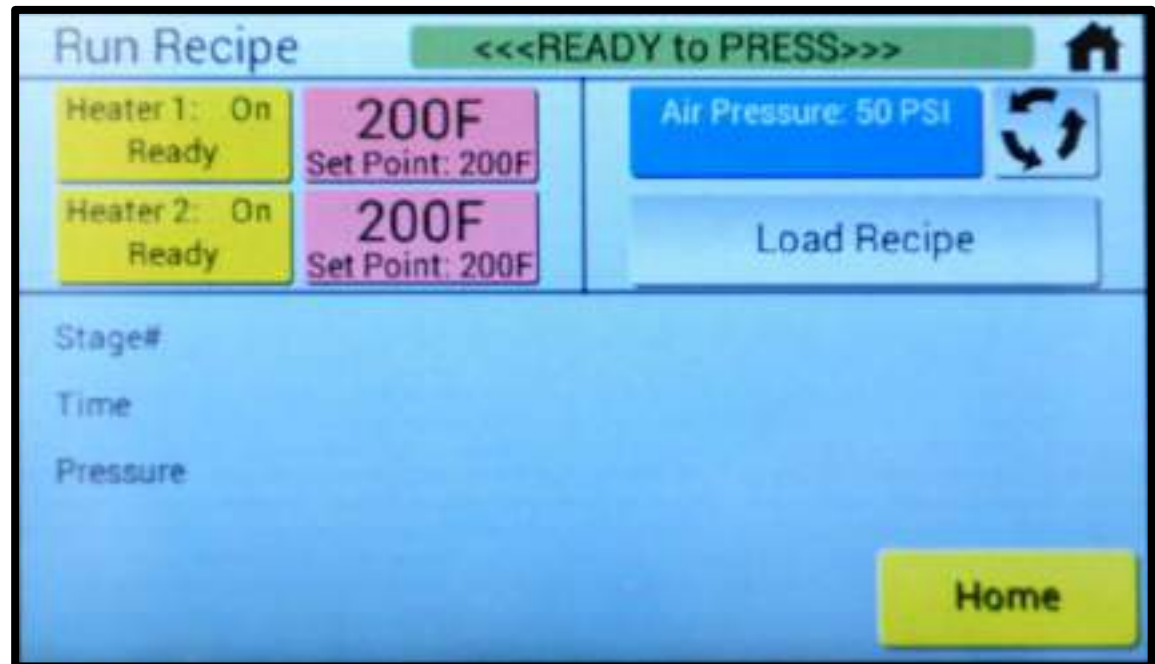 Run Recipe
<<<READY to PRESS>>>
Heater 1: On
Ready
200F
Set Point: 200F
Air Pressure: 50 PSI
Heater 2: On
Ready
200F
Set Point: 200F
Load Recipe
Stage#
Time
Pressure
Home